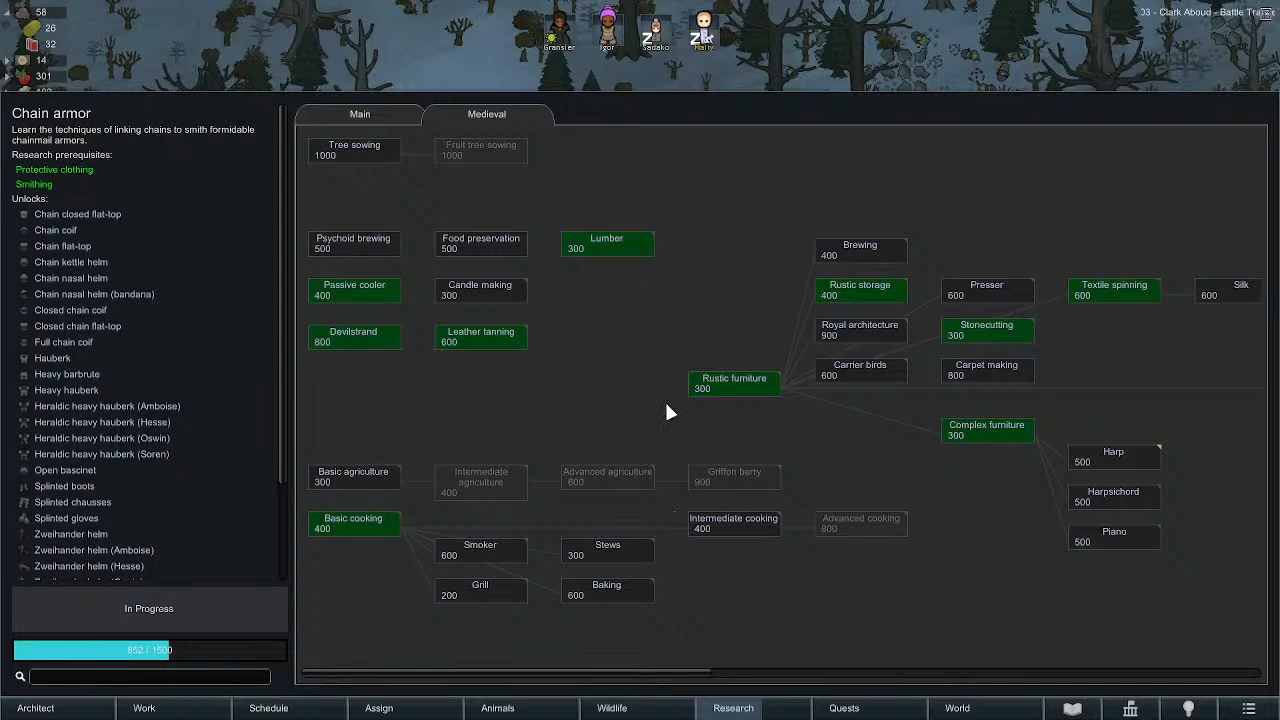 58
26
32
14
301
Gransier
Igor
Sadako
Hairy
03 - Clark Aboud - Battle Tra
Chain armor
Learn the techniques of linking chains to smith formidable
chainmail armors.
Research prerequisites:
Protective clothing
Smithing
Unlocks:
Chain closed flat-top
Chain coif
Chain flat-top
Chain kettle helm
Chain nasal helm
Chain nasal helm (bandana)
Closed chain coif
Closed chain flat-top
Full chain coif
Hauberk
Heavy barbrute
Heavy hauberk
Heraldic heavy hauberk (Amboise)
Heraldic heavy hauberk (Hesse)
Heraldic heavy hauberk (Oswin)
Heraldic heavy hauberk (Soren)
Open bascinet
Splinted boots
Splinted chausses
Splinted gloves
Zweihander helm
Zweihander helm (Amboise)
Zweihander helm (Hesse)
In Progress
852 / 1500
Main
Medieval
Tree sowing
1000
Fruit tree sowing
1000
Psychoid brewing
500
Food preservation
500
Lumber
300
Brewing
400
Passive cooler
400
Candle making
300
Rustic storage
400
Presser
600
Textile spinning
600
Silk
600
Devilstrand
800
Leather tanning
600
Royal architecture
900
Stonecutting
300
Rustic furniture
300
Carrier birds
600
Carpet making
800
Complex furniture
300
Basic agriculture
300
Intermediate
agriculture
400
Advanced agriculture
600
Griffon berry
900
Harp
500
Harpsichord
500
Basic cooking
400
Intermediate cooking
400
Advanced cooking
800
Piano
500
Smoker
600
Stews
300
Grill
200
Baking
600
Architect
Work
Schedule
Assign
Animals
Wildlife
Research
Quests
World